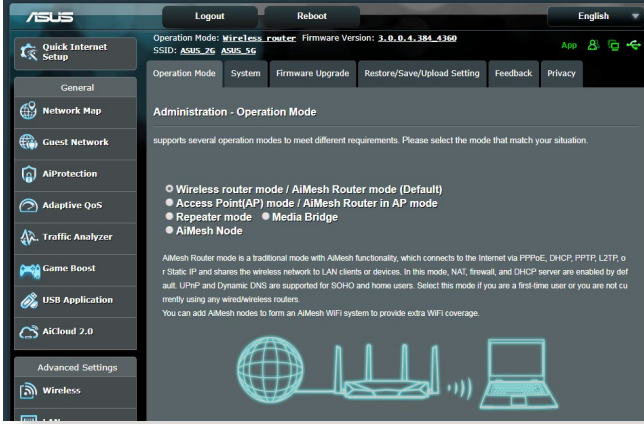 ASUS
Logout
Reboot
English
Operation Mode: Wireless router Firmware Version: 3.0.0.4.384_4360
SSID: ASUS_2G ASUS_5G
App
Quick Internet
Setup
General
Network Map
Guest Network
AiProtection
Adaptive QoS
Traffic Analyzer
Game Boost
USB Application
AiCloud 2.0
Advanced Settings
Wireless
LAN
Operation Mode System Firmware Upgrade Restore/Save/Upload Setting Feedback Privacy
Administration - Operation Mode
supports several operation modes to meet different requirements. Please select the mode that match your situation.
Wireless router mode / AiMesh Router mode (Default)
Access Point(AP) mode / AiMesh Router in AP mode
Repeater mode Media Bridge
AiMesh Node
AiMesh Router mode is a traditional mode with AiMesh functionality, which connects to the Internet via PPPoE, DHCP, PPTP, L2TP, o
r Static IP and shares the wireless network to LAN clients or devices. In this mode, NAT, firewall, and DHCP server are enabled by def
ault. UPnP and Dynamic DNS are supported for SOHO and home users. Select this mode if you are a first-time user or you are not cu
rrently using any wired/wireless routers.
You can add AiMesh nodes to form an AiMesh WiFi system to provide extra WiFi coverage.